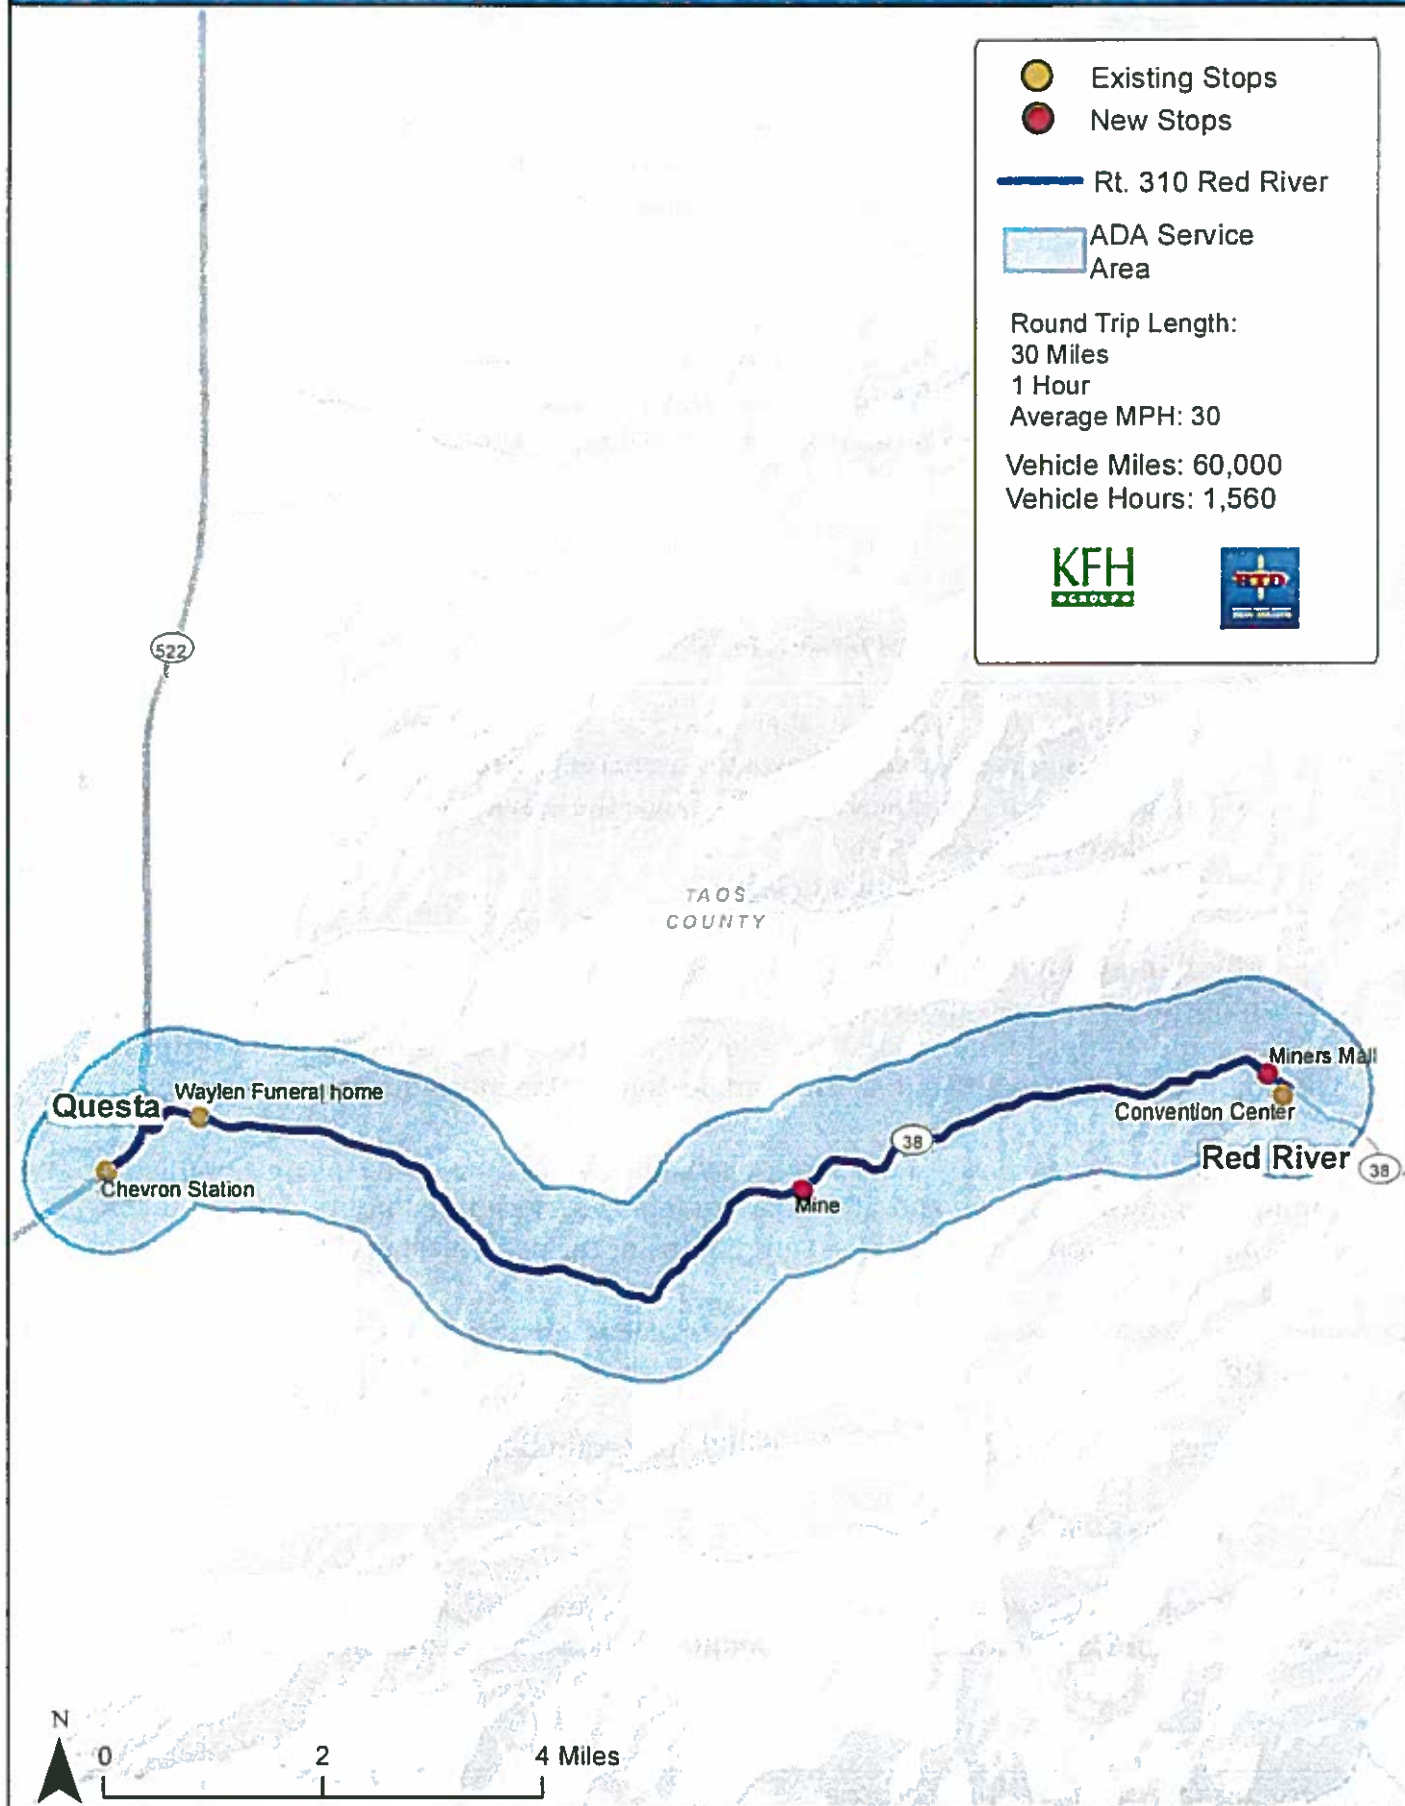 Existing Stops
New Stops
Rt. 310 Red River
ADA Service
Area
Round Trip Length:
30 Miles
1 Hour
Average MPH: 30
Vehicle Miles: 60,000
Vehicle Hours: 1,560
KFH
GROUP
RTD
522
TAOS
COUNTY
Miners Mall
Waylen Funeral home
Questa
Convention Center
38
Red River
38
Chevron Station
Mine
N
0 2 4 Miles